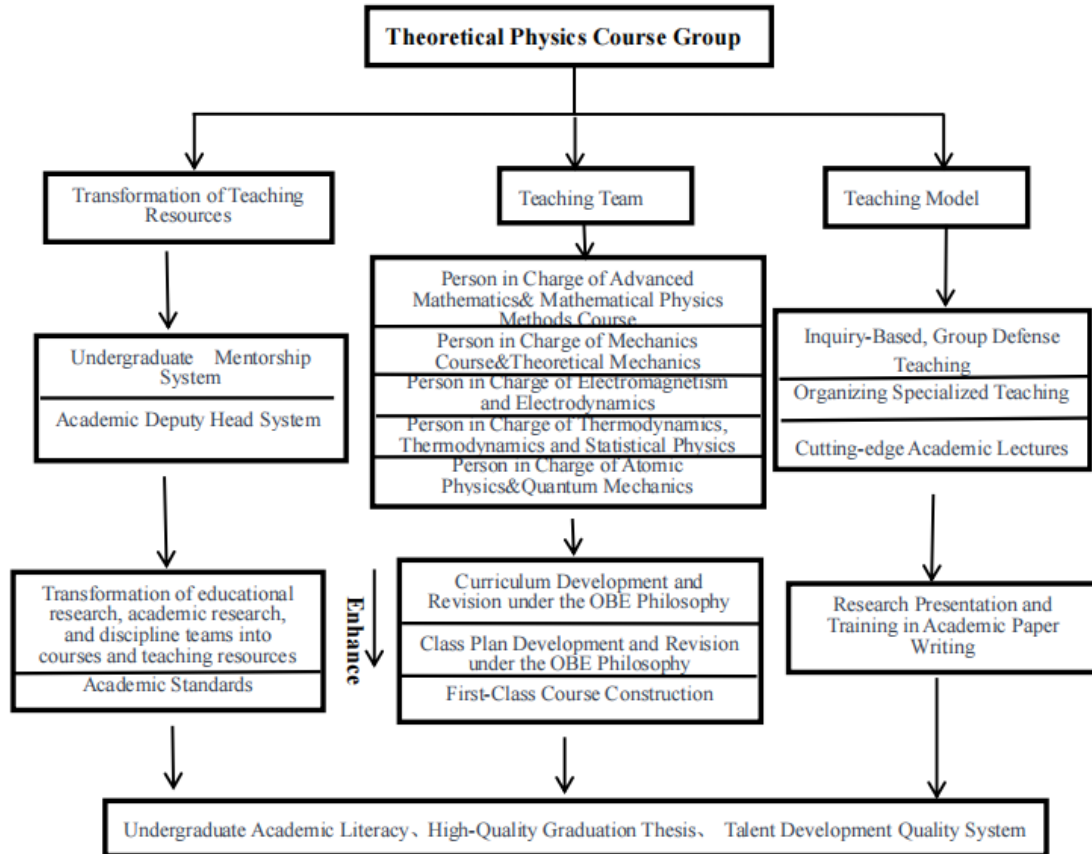 Theoretical Physics Course Group
Transformation of Teaching
Resources
Teaching Team
Teaching Model
Undergraduate Mentorship
System
Academic Deputy Head System
Person in Charge of Advanced
Mathematics& Mathematical Physics
Methods Course
Person in Charge of Mechanics
Course&Theoretical Mechanics
Person in Charge of Electromagnetism
and Electrodynamics
Person in Charge of Thermodynamics,
Thermodynamics and Statistical Physics
Person in Charge of Atomic
Physics&Quantum Mechanics
Inquiry-Based, Group Defense
Teaching
Organizing Specialized Teaching
Cutting-edge Academic Lectures
Transformation of educational
research, academic research,
and discipline teams into
courses and teaching resources
Academic Standards
Enhance
Curriculum Development and
Revision under the OBE Philosophy
Class Plan Development and Revision
under the OBE Philosophy
First-Class Course Construction
Research Presentation and
Training in Academic Paper
Writing
Undergraduate Academic Literacy、High-Quality Graduation Thesis、 Talent Development Quality System